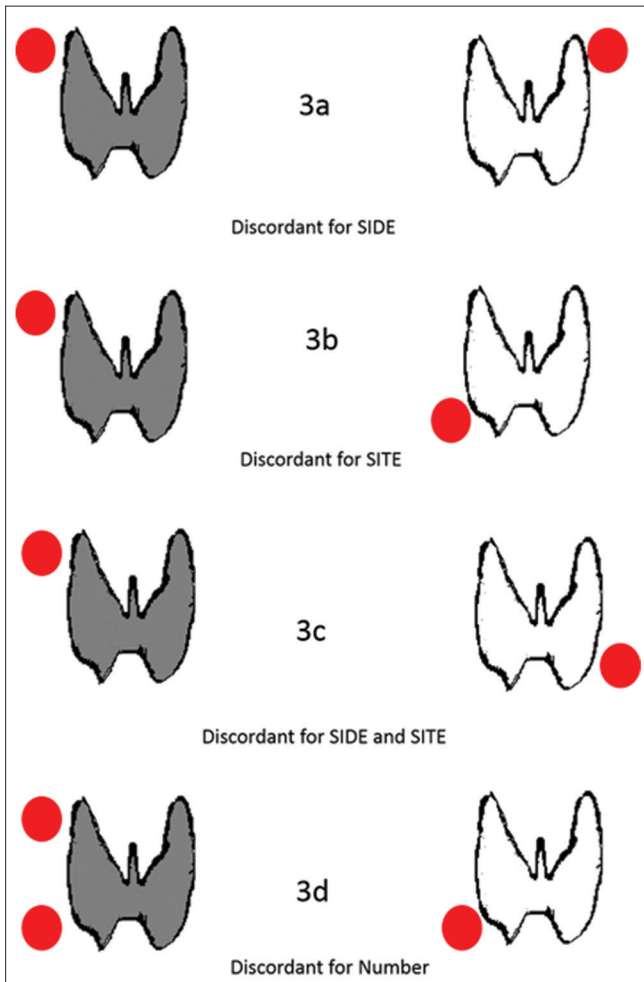 3a
Discordant for SIDE
3b
Discordant for SITE
3c
Discordant for SIDE and SITE
3d
Discordant for Number